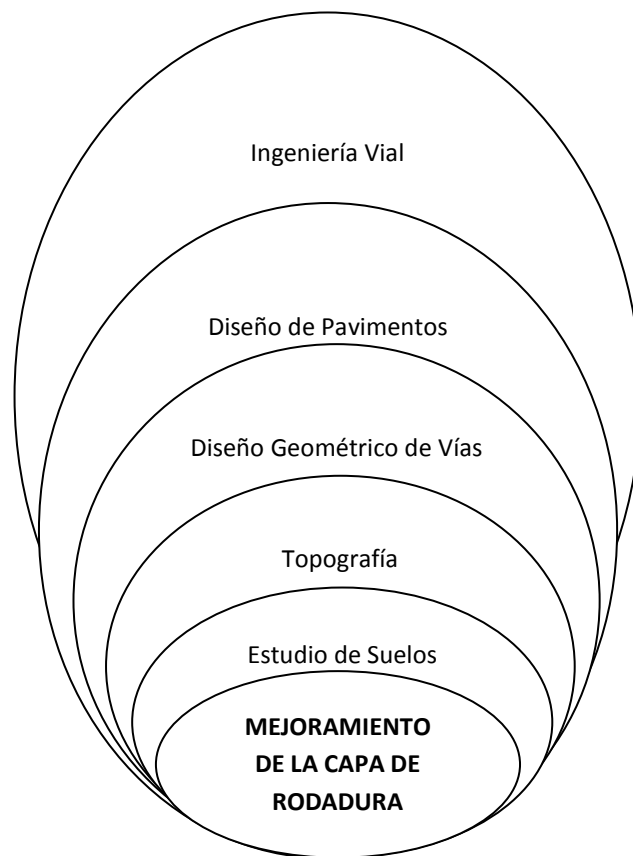 Ingeniería Vial
Diseño de Pavimentos
Diseño Geométrico de Vías
Topografía
Estudio de Suelos
MEJORAMIENTO
DE LA CAPA DE
RODADURA